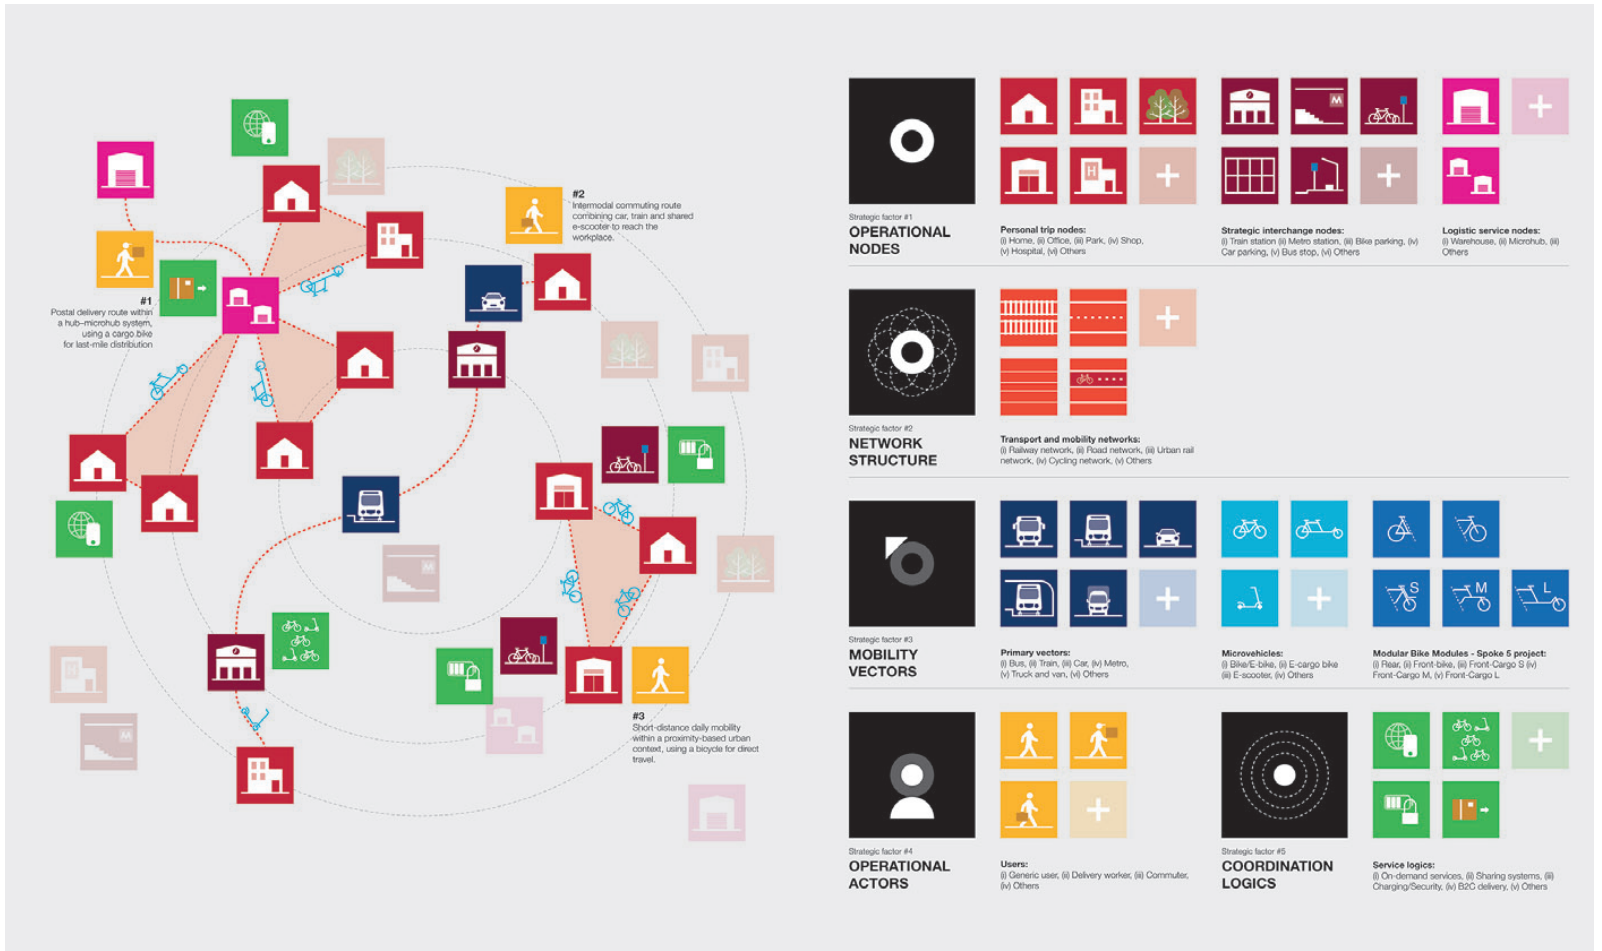 #2
Intermodal commuting route
combining car, train and shared
e-scooter to reach the
workplace.
#1
Postal delivery route within
a hub–microhub system,
using a cargo bike
for last-mile distribution
M
H
M
#3
Short-distance daily mobility
within a proximity-based urban
context, using a bicycle for direct
travel.
M
H
Strategic factor #1
OPERATIONAL
NODES
Personal trip nodes:
(i) Home, (ii) Office, (iii) Park, (iv) Shop,
(v) Hospital, (vi) Others
Strategic interchange nodes:
(i) Train station (ii) Metro station, (iii) Bike parking, (iv)
Car parking, (v) Bus stop, (vi) Others
Logistic service nodes:
(i) Warehouse, (ii) Microhub, (iii)
Others
Strategic factor #2
NETWORK
STRUCTURE
Transport and mobility networks:
(i) Railway network, (ii) Road network, (iii) Urban rail
network, (iv) Cycling network, (v) Others
S
M
L
Strategic factor #3
MOBILITY
VECTORS
Primary vectors:
(i) Bus, (ii) Train, (iii) Car, (iv) Metro,
(v) Truck and van, (vi) Others
Microvehicles:
(i) Bike/E-bike, (ii) E-cargo bike
(iii) E-scooter, (iv) Others
Modular Bike Modules - Spoke 5 project:
(i) Rear, (ii) Front-bike, (iii) Front-Cargo S (iv)
Front-Cargo M, (v) Front-Cargo L
Strategic factor #4
OPERATIONAL
ACTORS
Users:
(i) Generic user, (ii) Delivery worker, (iii) Commuter,
(iv) Others
Strategic factor #5
COORDINATION
LOGICS
Service logics:
(i) On-demand services, (ii) Sharing systems, (iii)
Charging/Security, (iv) B2C delivery, (v) Others